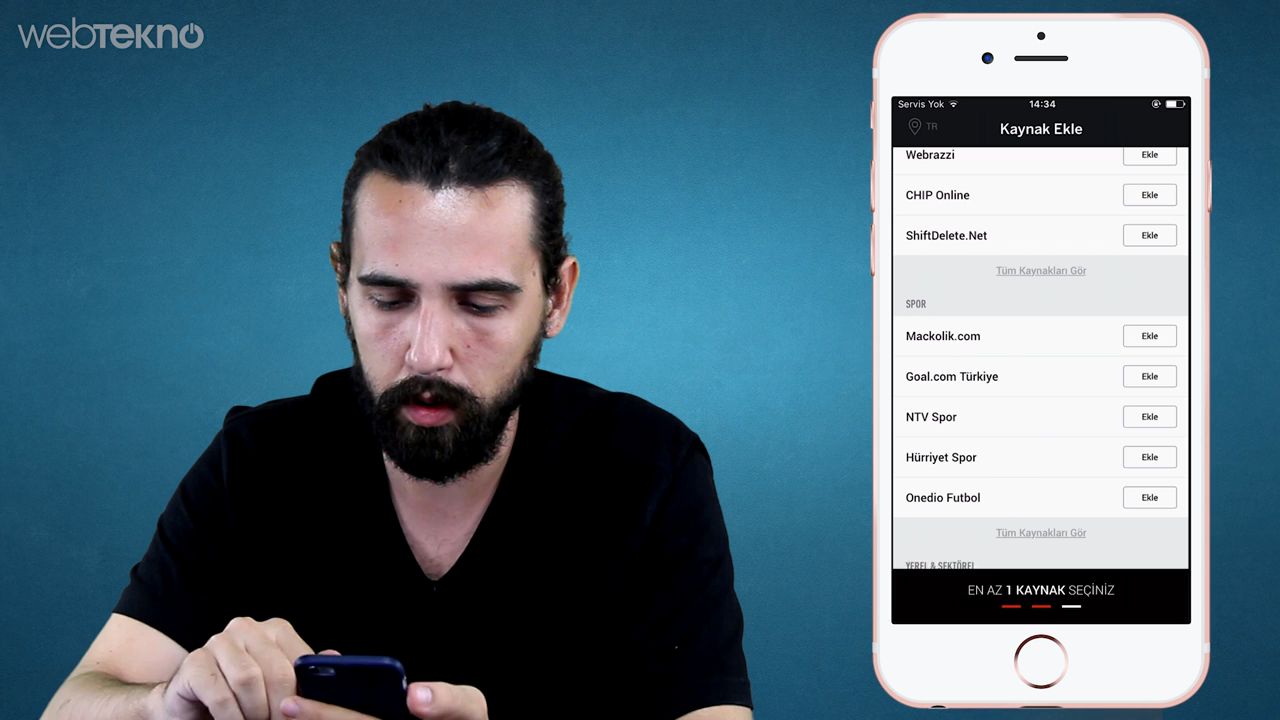 webTEKNO
Servis Yok 14:34
TR Kaynak Ekle
Webrazzi Ekle
CHIP Online Ekle
ShiftDelete.Net Ekle
Tüm Kaynakları Gör
SPOR
Mackolik.com Ekle
Goal.com Türkiye Ekle
NTV Spor Ekle
Hürriyet Spor Ekle
Onedio Futbol Ekle
Tüm Kaynakları Gör
YEREL & SEKTÖREL
EN AZ 1 KAYNAK SEÇİNİZ